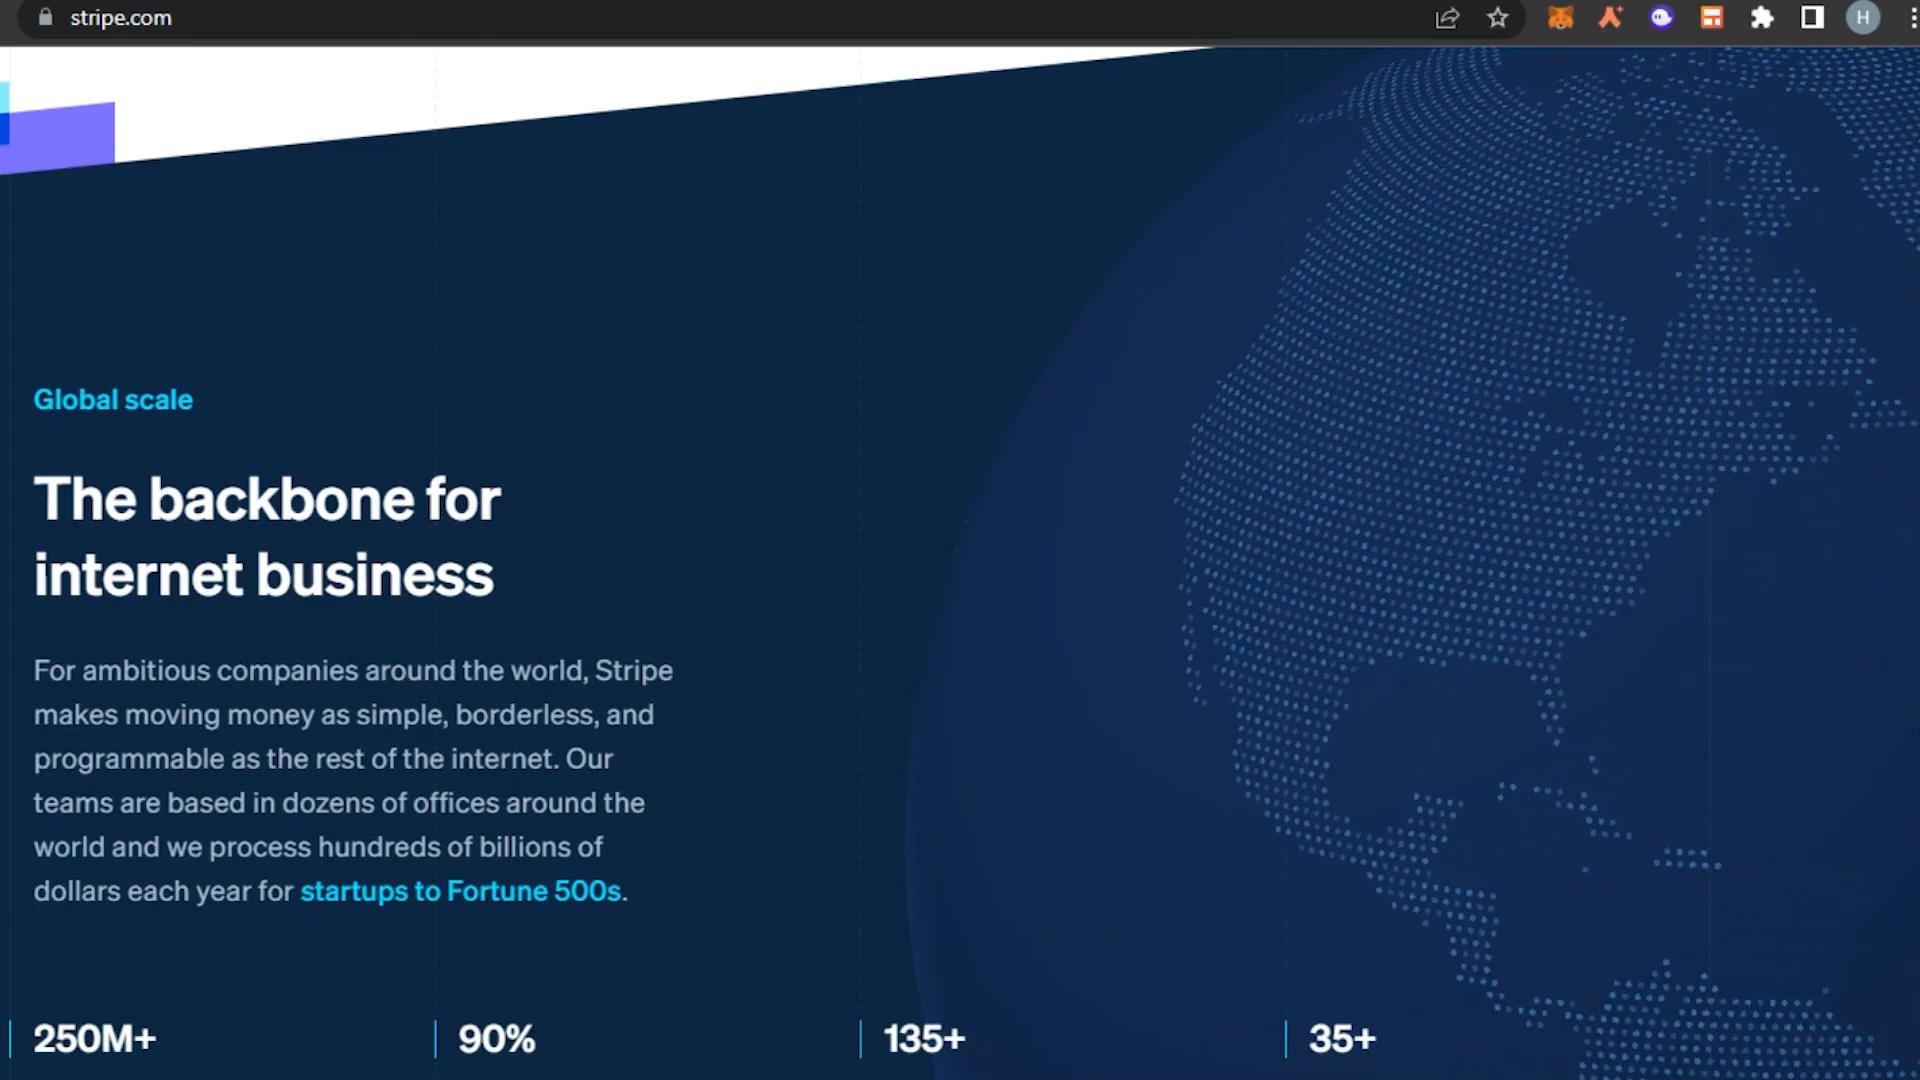 stripe.com
H
Global scale
The backbone for
internet business
For ambitious companies around the world, Stripe
makes moving money as simple, borderless, and
programmable as the rest of the internet. Our
teams are based in dozens of offices around the
world and we process hundreds of billions of
dollars each year for startups to Fortune 500s.
250M+
90%
135+
35+